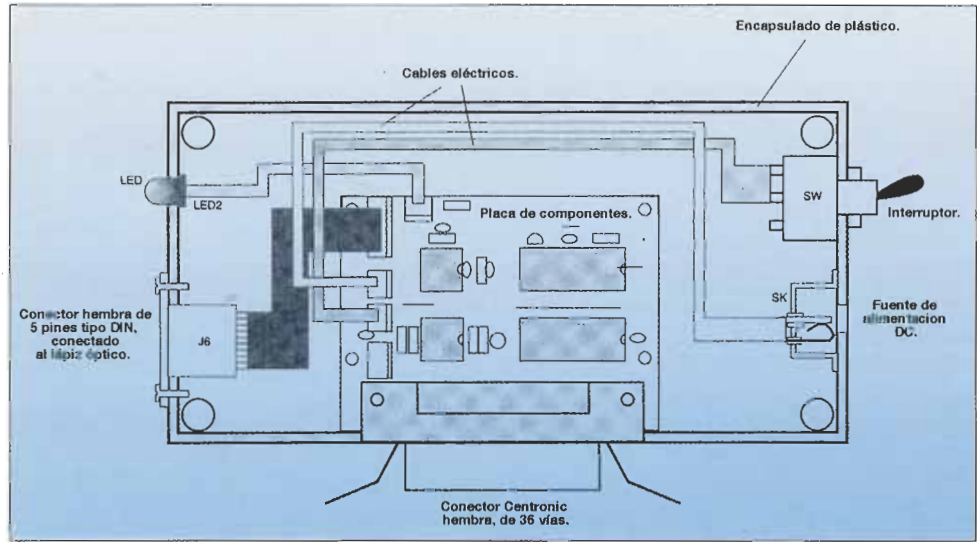 Encapsulado de plástico.
Cables eléctricos.
LED
LED2
Placa de componentes.
SW
Interruptor.
Conector hembra de
5 pines tipo DIN,
conectado
al lápiz óptico.
J6
SK
Fuente de
alimentacion
DC.
Conector Centronic
hembra, de 36 vías.